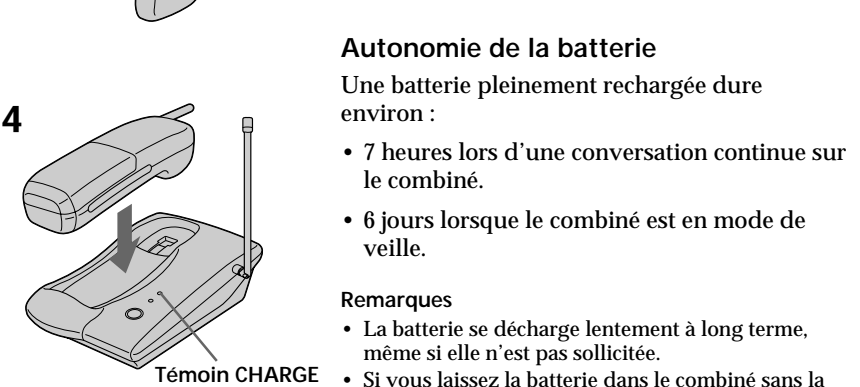 4
Témoin CHARGE
Autonomie de la batterie
Une batterie pleinement rechargée dure
environ :
• 7 heures lors d’une conversation continue sur
le combiné.
• 6 jours lorsque le combiné est en mode de
veille.
Remarques
• La batterie se décharge lentement à long terme,
même si elle n’est pas sollicitée.
• Si vous laissez la batterie dans le combiné sans la